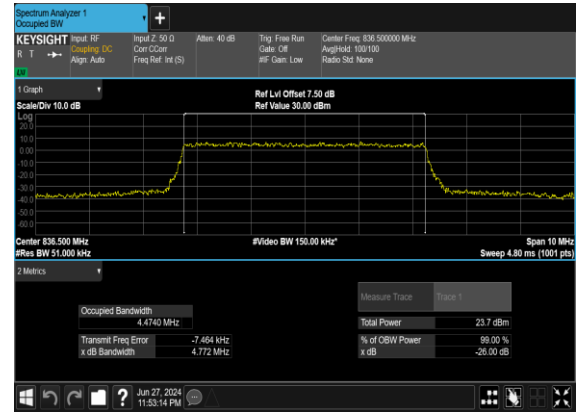 Spectrum Analyzer 1
Occupied BW
+
KEYSIGHT Input: RF Input Z: 50 Ω Atten: 40 dB Trig: Free Run Center Freq: 836.500000 MHz
R T Coupling: DC Corr CCorr Gate: Off Avg|Hold: 100/100
Align: Auto Freq Ref: Int (S) #IF Gain: Low Radio Std: None
LXI
1 Graph
Ref Lvl Offset 7.50 dB
Scale/Div 10.0 dB Ref Value 30.00 dBm
Log
20.0
10.0
0.00
-10.0
-20.0
-30.0
-40.0
-50.0
-60.0
Center 836.500 MHz #Video BW 150.00 kHz* Span 10 MHz
#Res BW 51.000 kHz Sweep 4.80 ms (1001 pts)
2 Metrics
Measure Trace Trace 1
Occupied Bandwidth
4.4740 MHz Total Power 23.7 dBm
Transmit Freq Error -7.464 kHz % of OBW Power 99.00 %
x dB Bandwidth 4.772 MHz x dB -26.00 dB
? Jun 27, 2024
11:53:14 PM